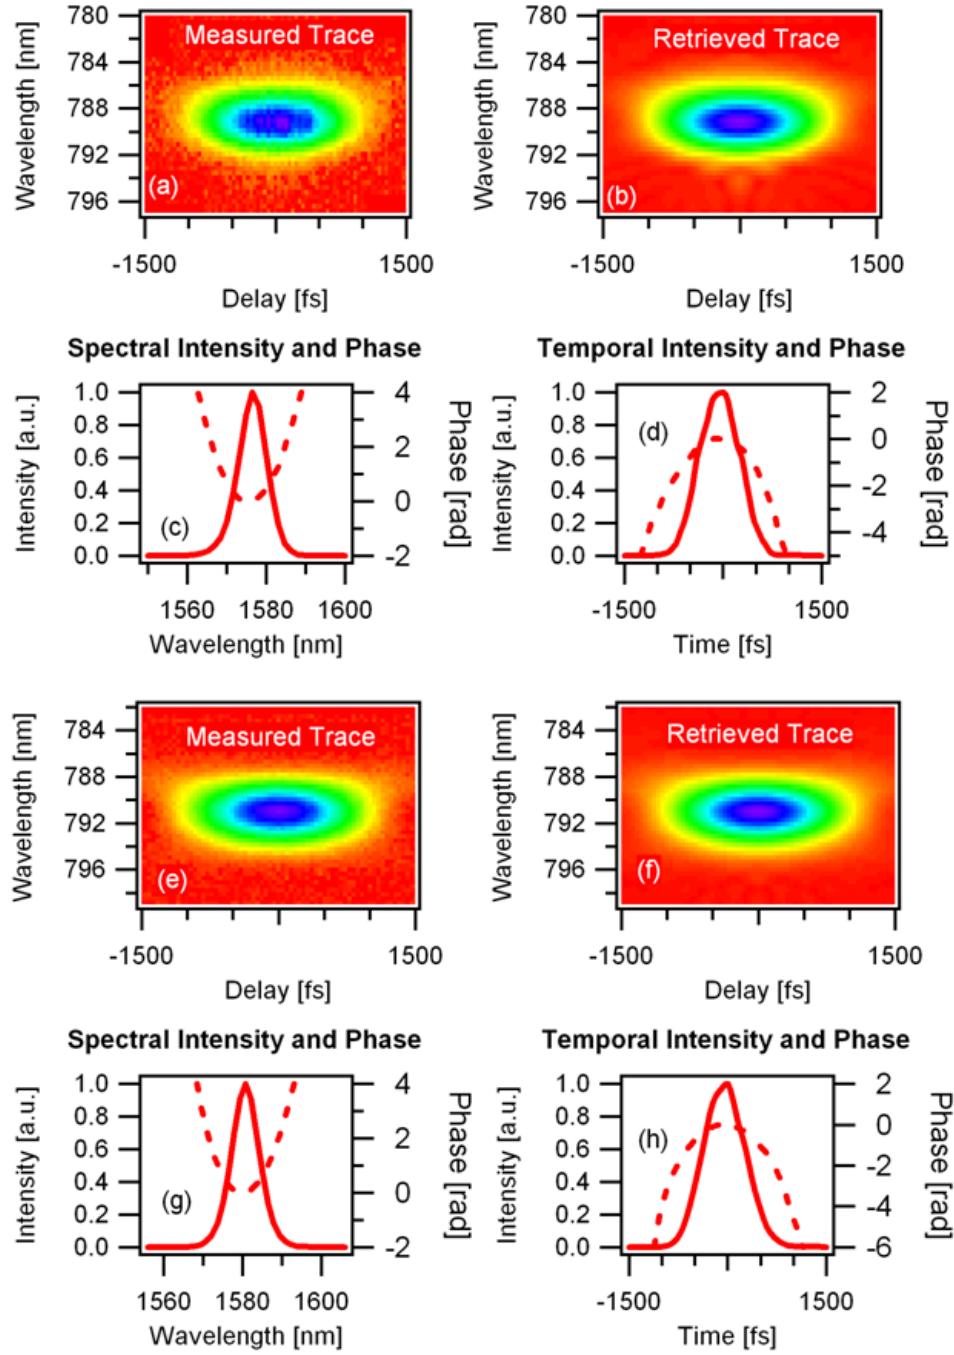 Measured Trace
Wavelength [nm]
780
784
788
792
796
(a)
-1500
1500
Delay [fs]
Retrieved Trace
Wavelength [nm]
780
784
788
792
796
(b)
-1500
1500
Delay [fs]
Spectral Intensity and Phase
Intensity [a.u.]
1.0
0.8
0.6
0.4
0.2
0.0
(c)
4
2
0
-2
Phase [rad]
1560
1580
1600
Wavelength [nm]
Temporal Intensity and Phase
Intensity [a.u.]
1.0
0.8
0.6
0.4
0.2
0.0
(d)
2
0
-2
-4
Phase [rad]
-1500
1500
Time [fs]
Measured Trace
Wavelength [nm]
784
788
792
796
(e)
-1500
1500
Delay [fs]
Retrieved Trace
Wavelength [nm]
784
788
792
796
(f)
-1500
1500
Delay [fs]
Spectral Intensity and Phase
Intensity [a.u.]
1.0
0.8
0.6
0.4
0.2
0.0
(g)
4
2
0
-2
Phase [rad]
1560
1580
1600
Wavelength [nm]
Temporal Intensity and Phase
Intensity [a.u.]
1.0
0.8
0.6
0.4
0.2
0.0
(h)
2
0
-2
-4
-6
Phase [rad]
-1500
1500
Time [fs]